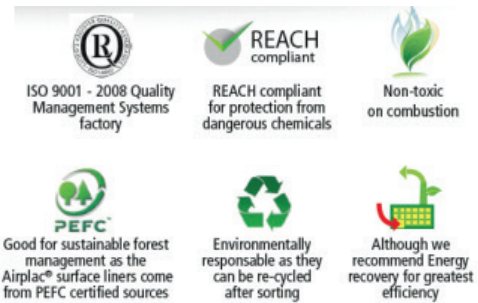 R
REACH
compliant
ISO 9001 - 2008 Quality
Management Systems
factory
REACH compliant
for protection from
dangerous chemicals
Non-toxic
on combustion
PEFC™
Good for sustainable forest
management as the
Airplac® surface liners come
from PEFC certified sources
Environmentally
responsable as they
can be re-cycled
after sorting
Although we
recommend Energy
recovery for greatest
efficiency